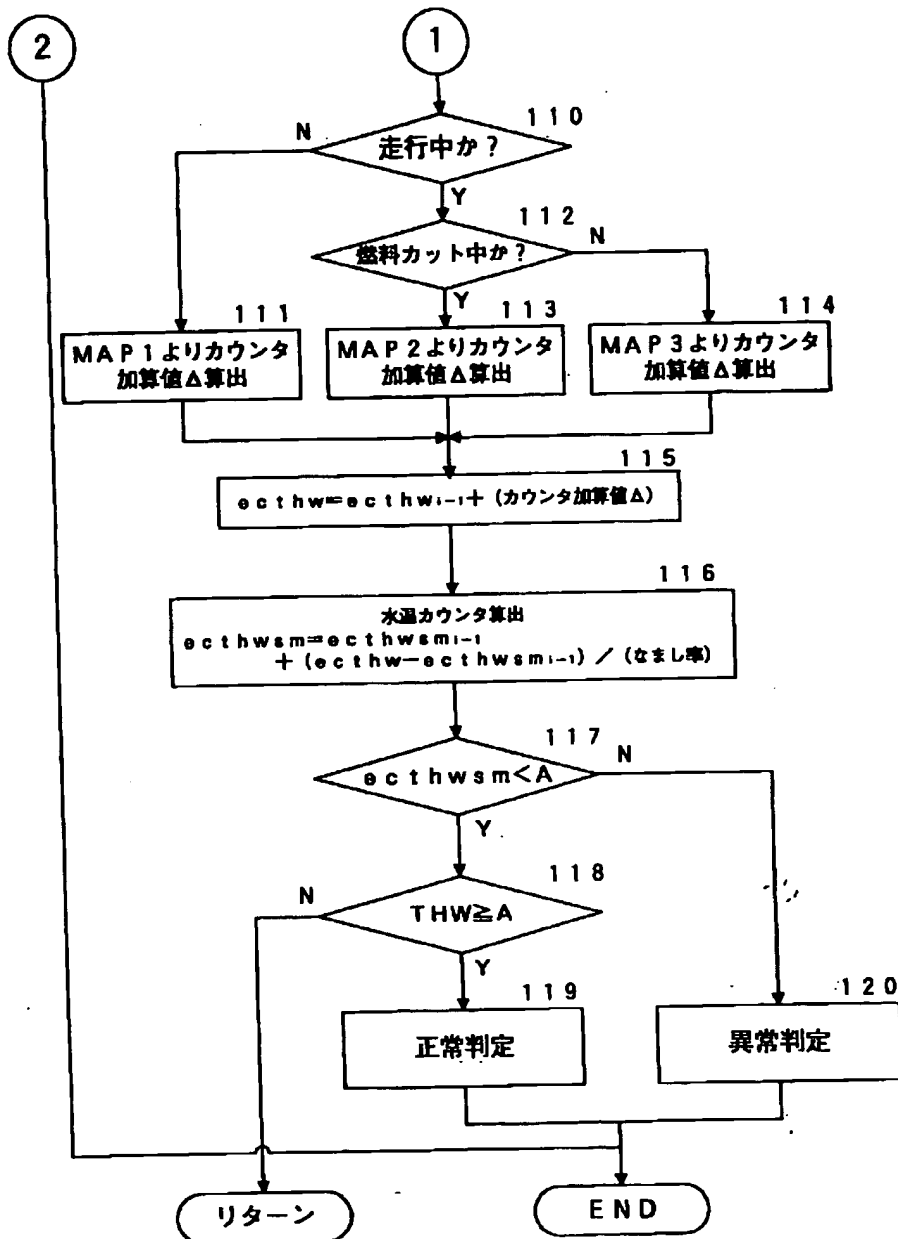 2
1
110
走行中か?
N
Y
112
燃料カット中か?
N
Y
111
MAP1よりカウンタ
加算値Δ算出
113
MAP2よりカウンタ
加算値Δ算出
114
MAP3よりカウンタ
加算値Δ算出
115
ecthw=ecthwi-1+(カウンタ加算値Δ)
116
水温カウンタ算出
ecthwsm=ecthwsmi-1
+(ecthw-ecthwsmi-1)/(なまし率)
117
ecthwsm<A
N
Y
118
THW≧A
N
Y
119
正常判定
120
異常判定
リターン
END